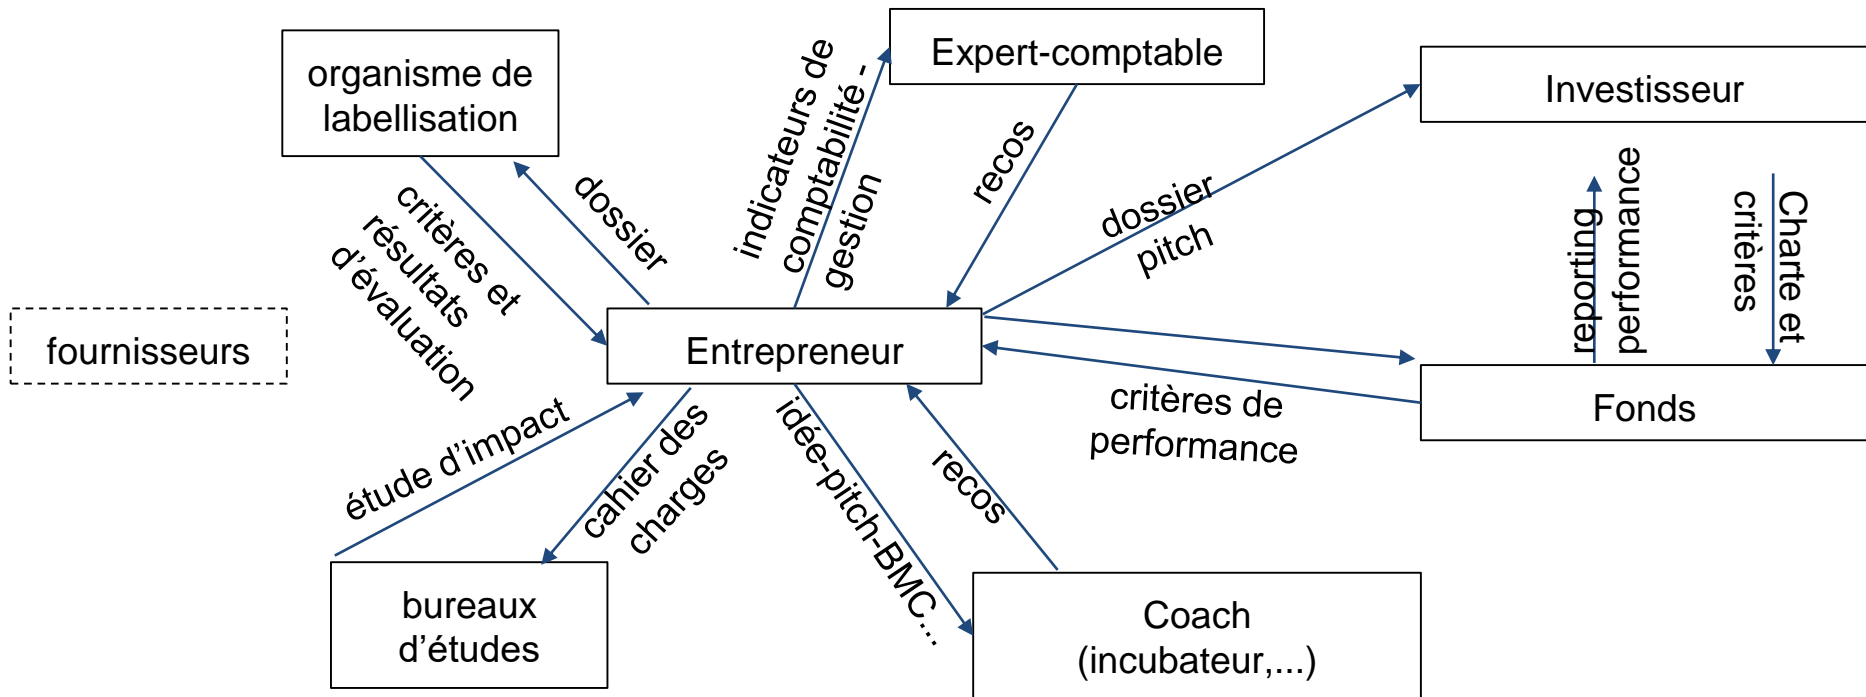 organisme de
labellisation
Expert-comptable
Investisseur
indicateurs de
comptabilité -
gestion
recos
dossier
pitch
reporting
performance
Charte et
critères
dossier
critères et
résultats
d'évaluation
fournisseurs
Entrepreneur
Fonds
critères de
performance
étude d'impact
cahier des
charges
idée-pitch-BMC...
recos
bureaux
d'études
Coach
(incubateur,...)